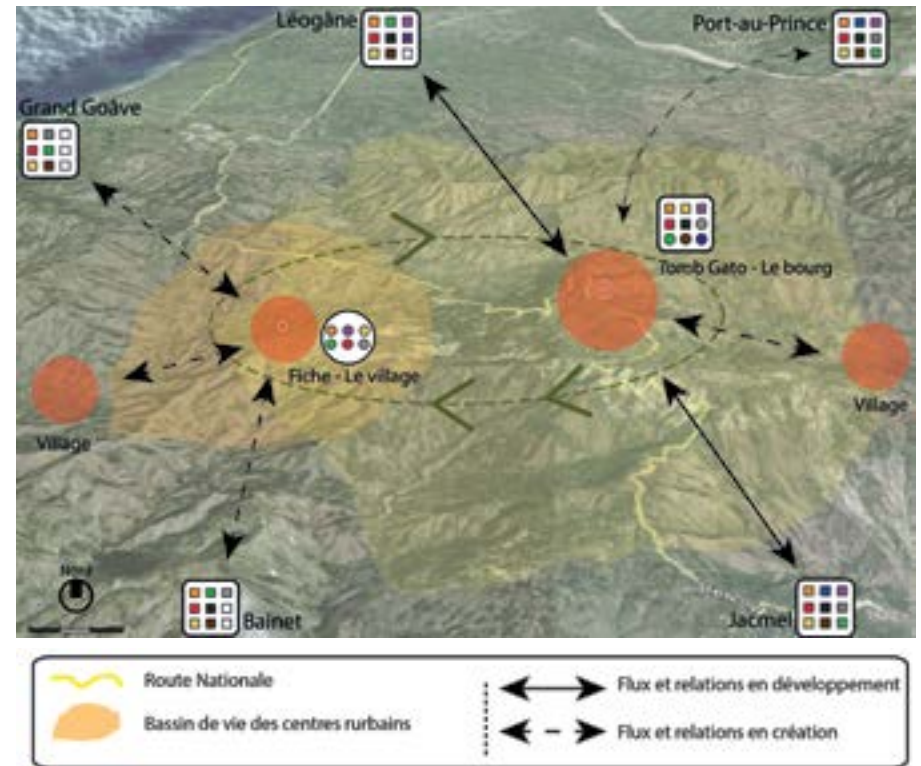 Léogâne
Port-au-Prince
Grand Goâve
Tomb Gato - Le bourg
Fiche - Le village
Village
Village
Nord
Bainet
Jacmel
Route Nationale
Flux et relations en développement
Bassin de vie des centres rurbains
Flux et relations en création